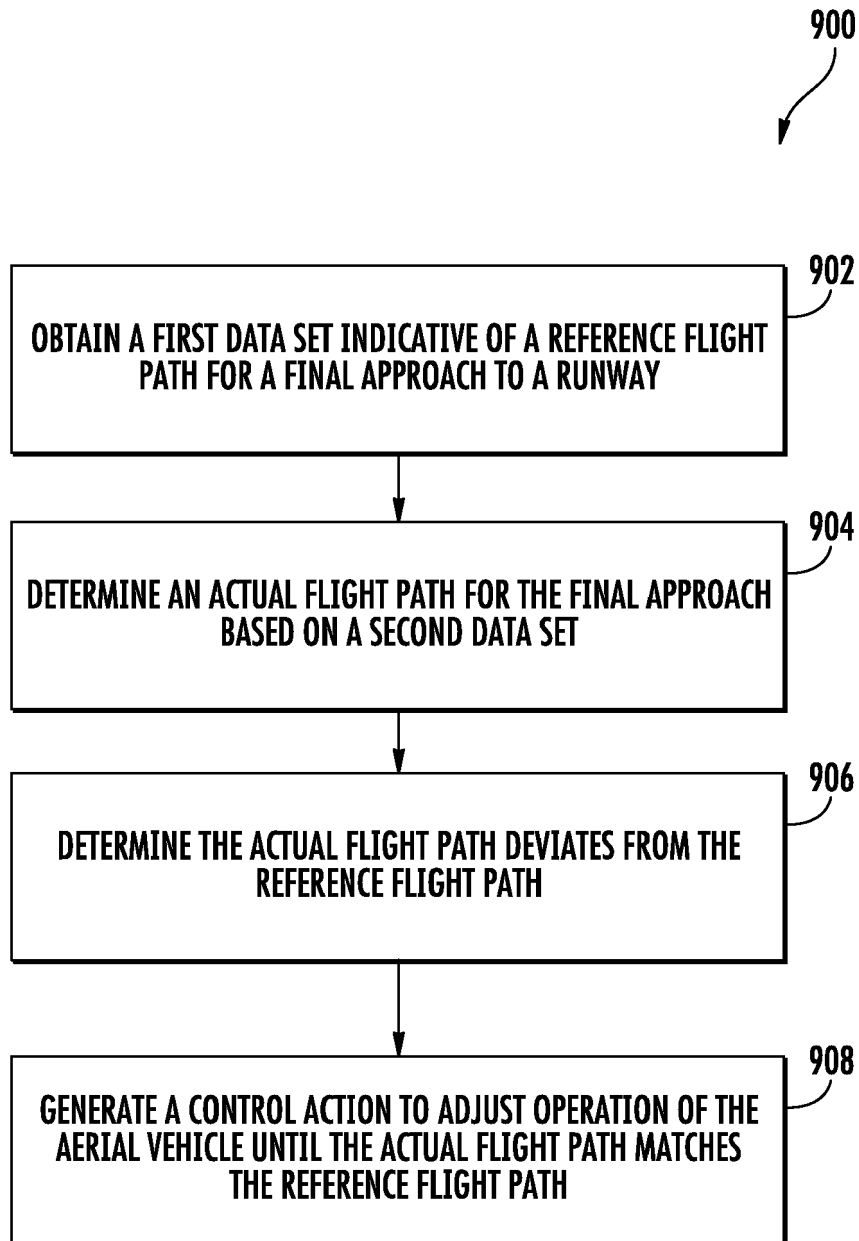 900
902
OBTAIN A FIRST DATA SET INDICATIVE OF A REFERENCE FLIGHT
PATH FOR A FINAL APPROACH TO A RUNWAY
904
DETERMINE AN ACTUAL FLIGHT PATH FOR THE FINAL APPROACH
BASED ON A SECOND DATA SET
906
DETERMINE THE ACTUAL FLIGHT PATH DEVIATES FROM THE
REFERENCE FLIGHT PATH
908
GENERATE A CONTROL ACTION TO ADJUST OPERATION OF THE
AERIAL VEHICLE UNTIL THE ACTUAL FLIGHT PATH MATCHES
THE REFERENCE FLIGHT PATH